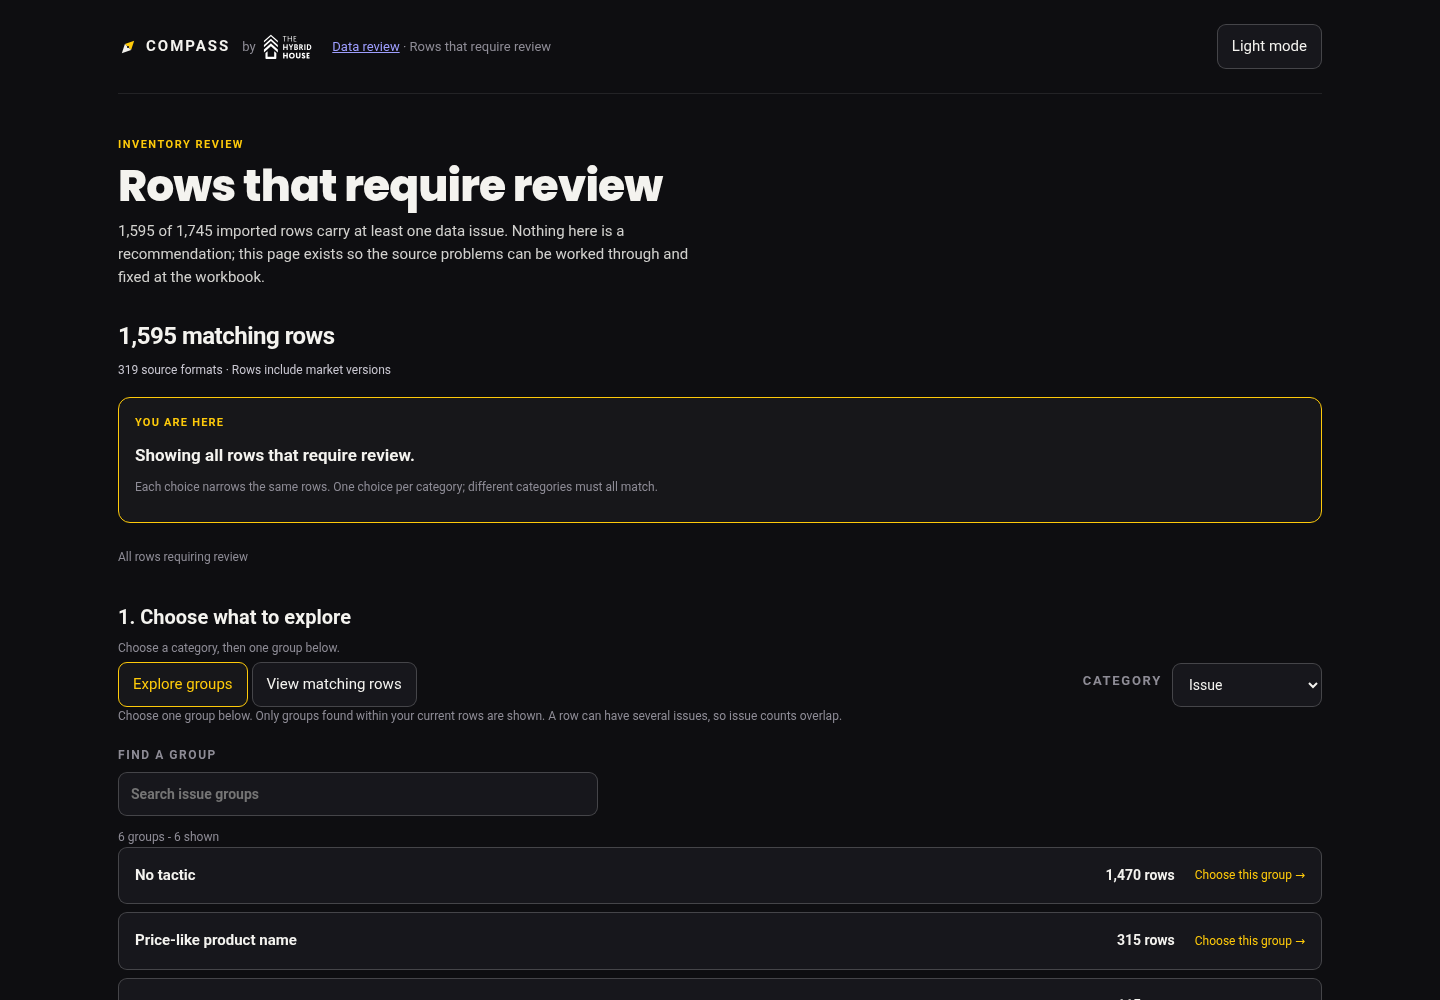 COMPASS by THE HYBRID HOUSE Data review · Rows that require review Light mode
INVENTORY REVIEW
Rows that require review
1,595 of 1,745 imported rows carry at least one data issue. Nothing here is a
recommendation; this page exists so the source problems can be worked through and
fixed at the workbook.
1,595 matching rows
319 source formats · Rows include market versions
YOU ARE HERE
Showing all rows that require review.
Each choice narrows the same rows. One choice per category; different categories must all match.
All rows requiring review
1. Choose what to explore
Choose a category, then one group below.
Explore groups View matching rows CATEGORY Issue
Choose one group below. Only groups found within your current rows are shown. A row can have several issues, so issue counts overlap.
FIND A GROUP
Search issue groups
6 groups - 6 shown
No tactic 1,470 rows Choose this group →
Price-like product name 315 rows Choose this group →